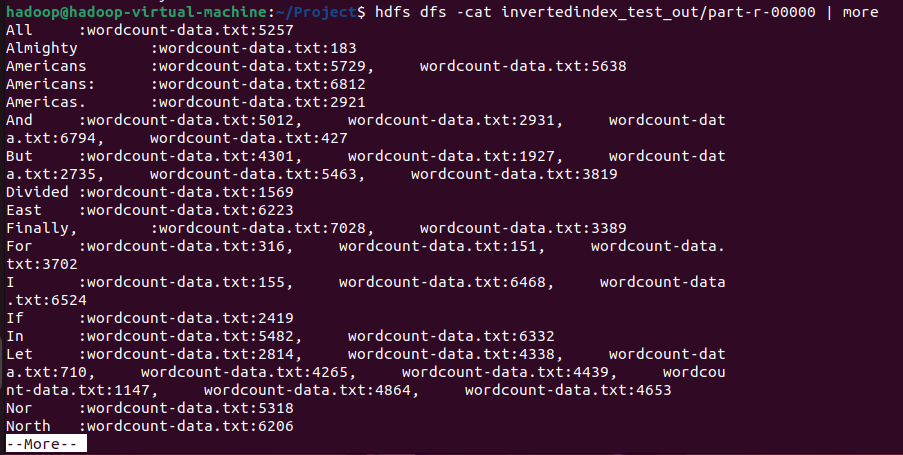 hadoop@hadoop-virtual-machine:~/Project$ hdfs dfs -cat invertedindex_test_out/part-r-00000 | more
All     :wordcount-data.txt:5257
Almighty        :wordcount-data.txt:183
Americans       :wordcount-data.txt:5729,     wordcount-data.txt:5638
Americans:      :wordcount-data.txt:6812
Americas.       :wordcount-data.txt:2921
And     :wordcount-data.txt:5012,     wordcount-data.txt:2931,     wordcount-dat
a.txt:6794,     wordcount-data.txt:427
But     :wordcount-data.txt:4301,     wordcount-data.txt:1927,     wordcount-dat
a.txt:2735,     wordcount-data.txt:5463,     wordcount-data.txt:3819
Divided :wordcount-data.txt:1569
East    :wordcount-data.txt:6223
Finally,        :wordcount-data.txt:7028,     wordcount-data.txt:3389
For     :wordcount-data.txt:316,     wordcount-data.txt:151,     wordcount-data.
txt:3702
I       :wordcount-data.txt:155,     wordcount-data.txt:6468,     wordcount-data
.txt:6524
If      :wordcount-data.txt:2419
In      :wordcount-data.txt:5482,     wordcount-data.txt:6332
Let     :wordcount-data.txt:2814,     wordcount-data.txt:4338,     wordcount-dat
a.txt:710,     wordcount-data.txt:4265,     wordcount-data.txt:4439,     wordcou
nt-data.txt:1147,     wordcount-data.txt:4864,     wordcount-data.txt:4653
Nor     :wordcount-data.txt:5318
North   :wordcount-data.txt:6206
--More--